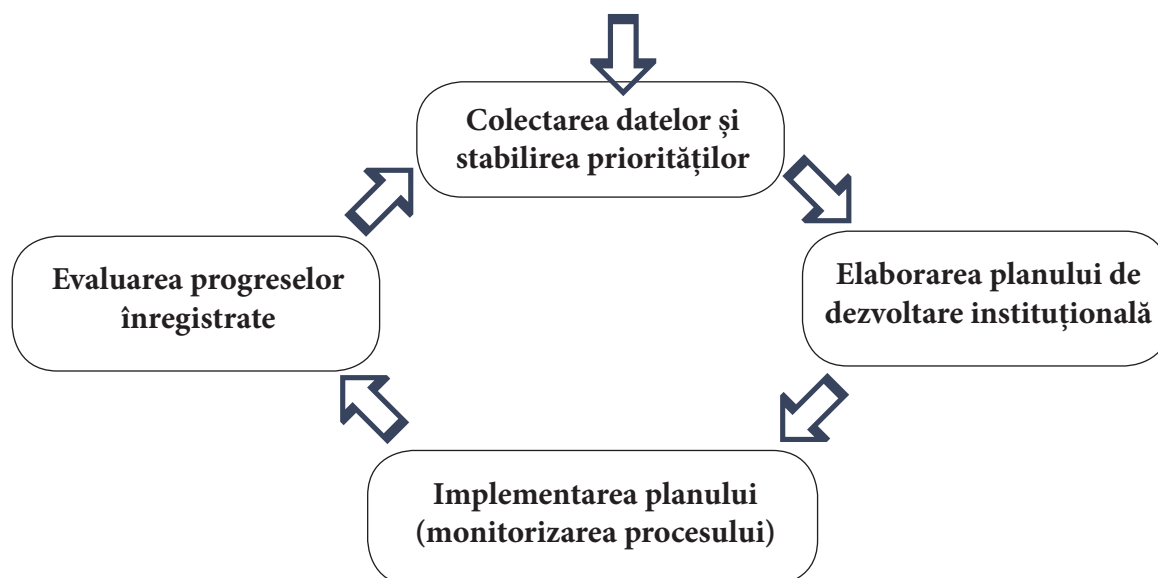 Colectarea datelor și
stabilirea priorităților
Evaluarea progreselor
înregistrate
Elaborarea planului de
dezvoltare instituțională
Implementarea planului
(monitorizarea procesului)